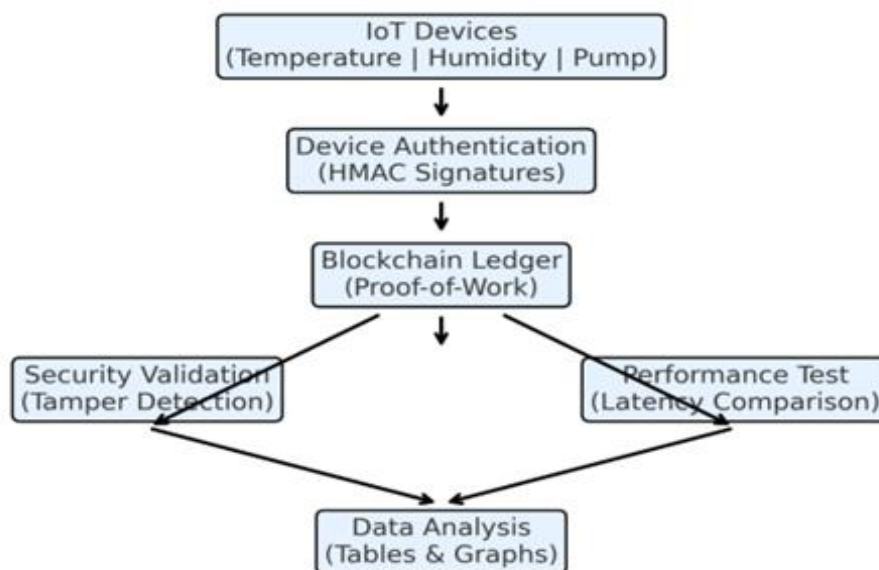 IoT Devices
(Temperature | Humidity | Pump)
Device Authentication
(HMAC Signatures)
Blockchain Ledger
(Proof-of-Work)
Security Validation
(Tamper Detection)
Performance Test
(Latency Comparison)
Data Analysis
(Tables & Graphs)